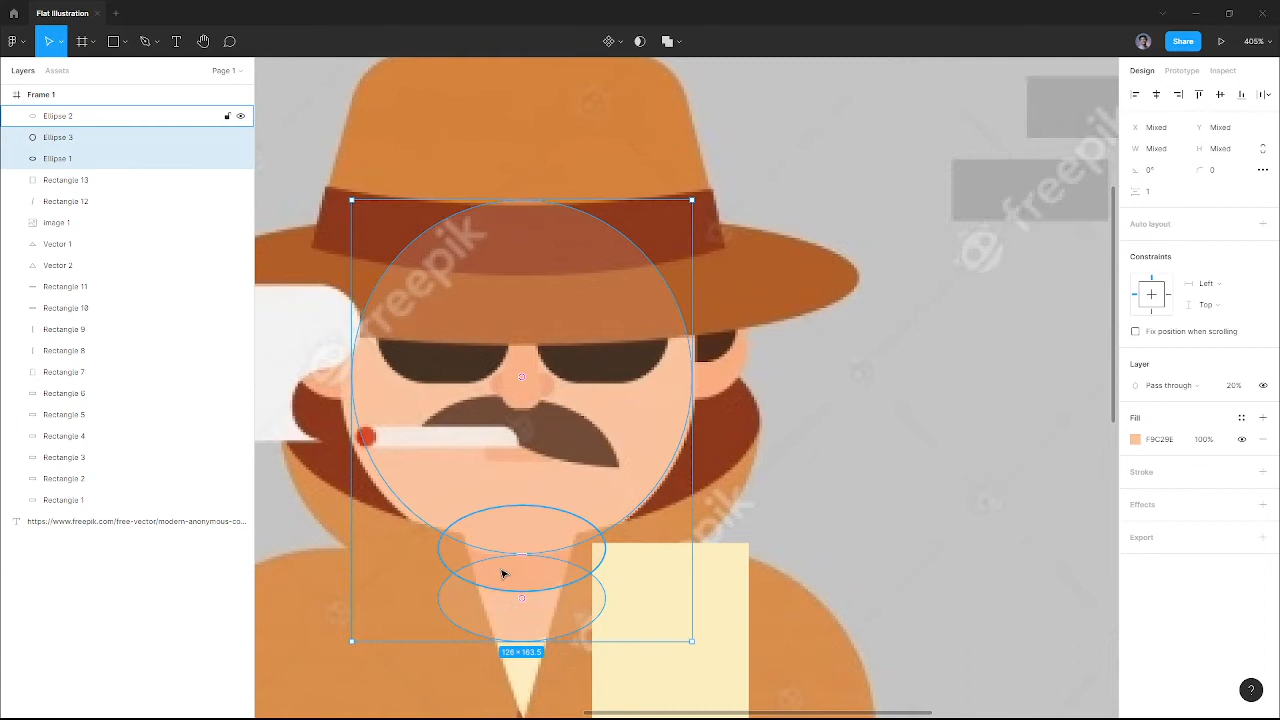 Flat Illustration
Share
405%
Layers
Assets
Page 1
Frame 1
Ellipse 2
Ellipse 3
Ellipse 1
Rectangle 13
Rectangle 12
image 1
Vector 1
Vector 2
Rectangle 11
Rectangle 10
Rectangle 9
Rectangle 8
Rectangle 7
Rectangle 6
Rectangle 5
Rectangle 4
Rectangle 3
Rectangle 2
Rectangle 1
https://www.freepik.com/free-vector/modern-anonymous-co...
freepik
freepik
pik
126 × 163.5
Design
Prototype
Inspect
X Mixed
Y Mixed
W Mixed
H Mixed
0°
0
1
Auto layout
Constraints
Left
Top
Fix position when scrolling
Layer
Pass through
20%
Fill
F9C29E
100%
Stroke
Effects
Export
?